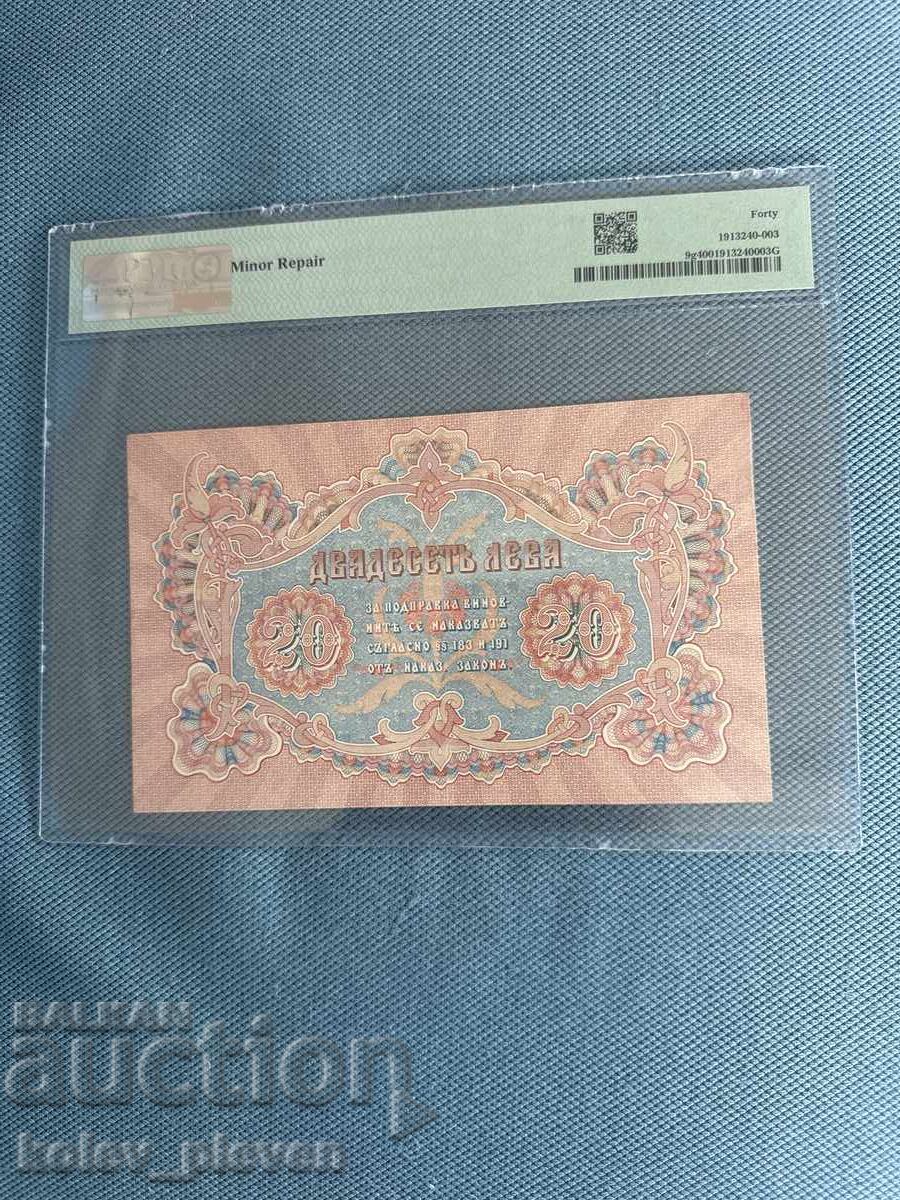 PMG Minor Repair
Forty
1913240-003
9g4001913240003G
ДВАДЕСЕТЬ ЛЕВА
20
ЗА ПОДПРАВКА ВИНОВ-
НИТѢ СЕ НАКАЗВАТЪ
СЪГЛАСНО §§ 183 И 191
ОТЪ НАКАЗ. ЗАКОНЪ.
20
BALKAN
auction
kolev_pleven